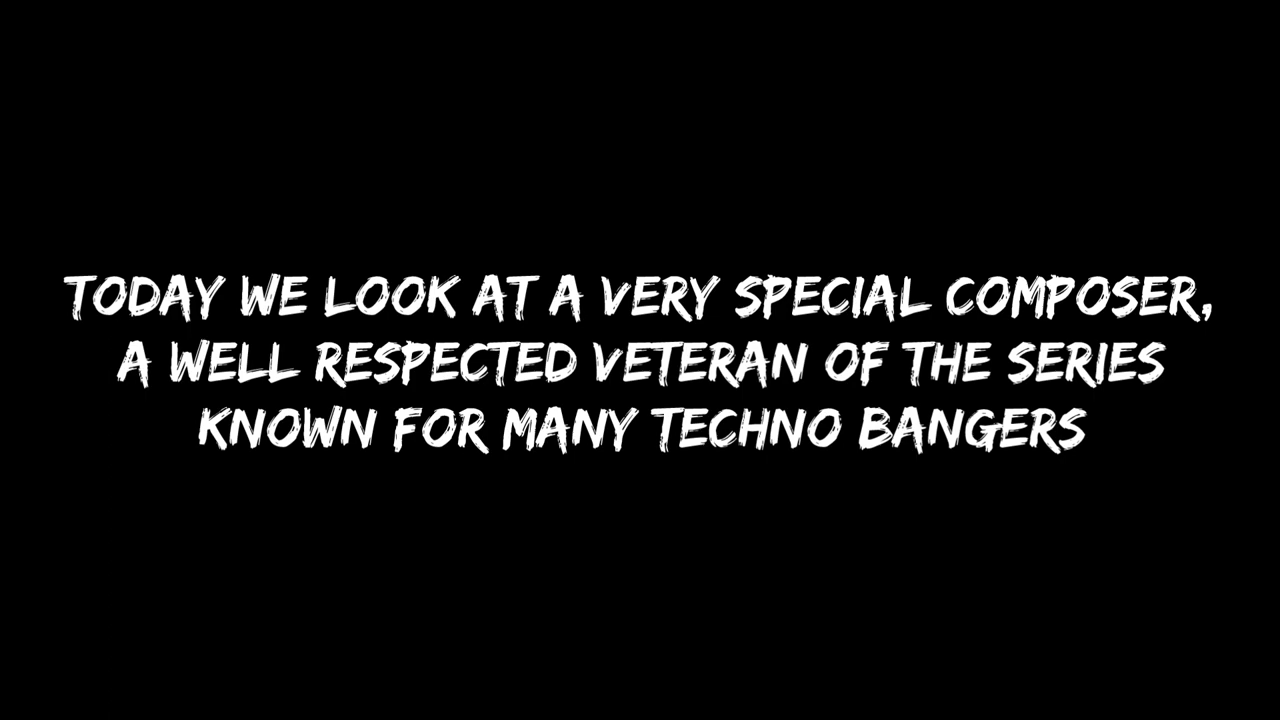 TODAY WE LOOK AT A VERY SPECIAL COMPOSER,
A WELL RESPECTED VETERAN OF THE SERIES
KNOWN FOR MANY TECHNO BANGERS